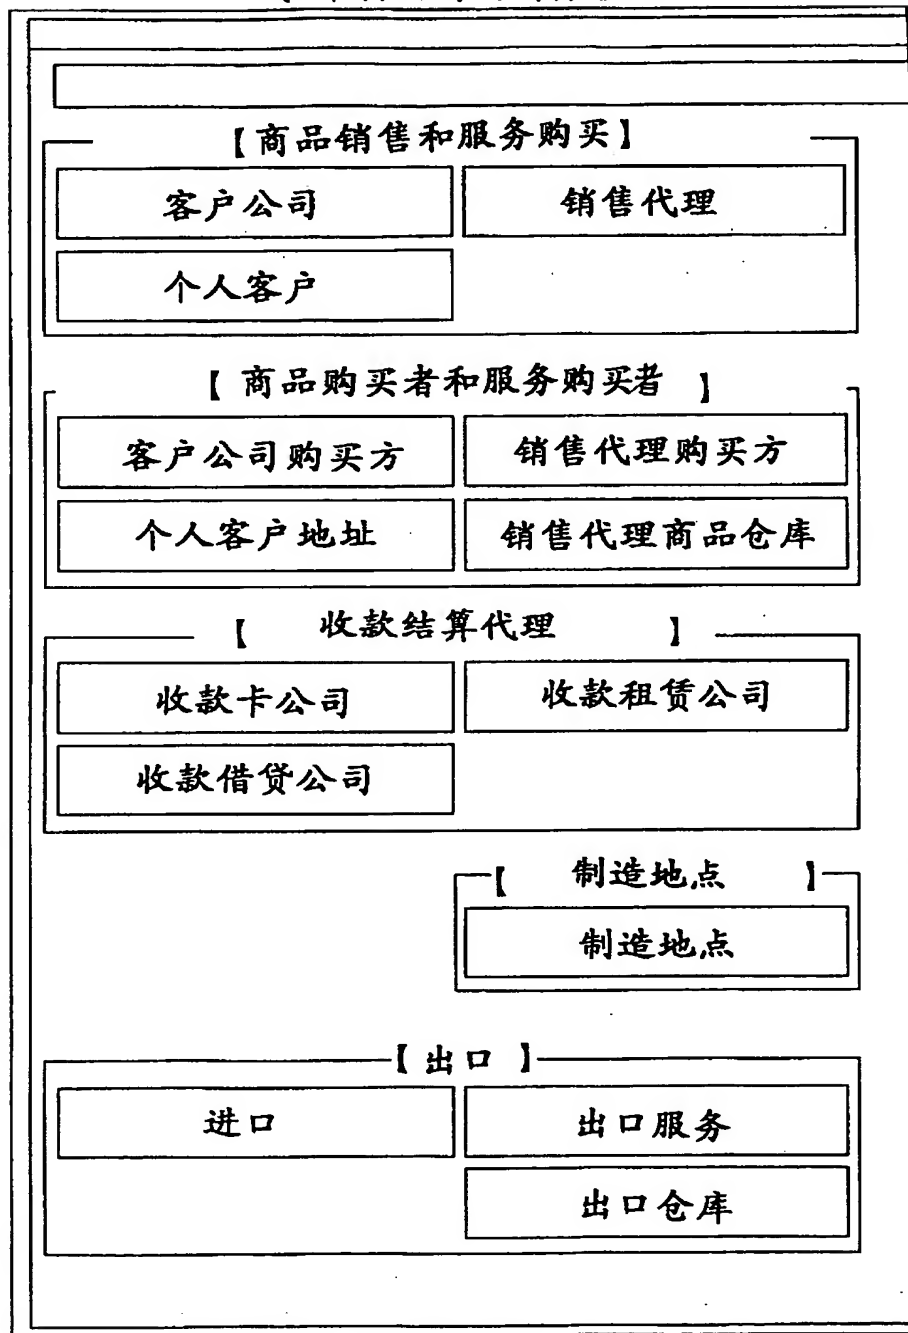 【商品销售和服务购买】
客户公司 销售代理
个人客户
【商品购买者和服务购买者】
客户公司购买方 销售代理购买方
个人客户地址 销售代理商品仓库
【收款结算代理】
收款卡公司 收款租赁公司
收款借贷公司
【制造地点】
制造地点
【出口】
进口 出口服务
出口仓库